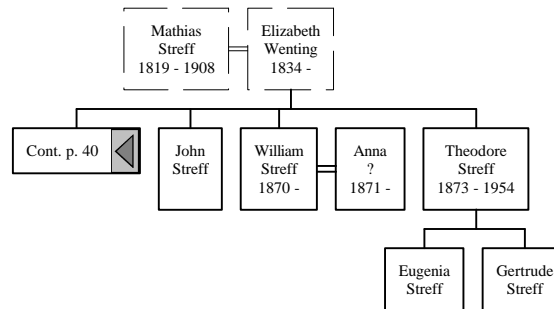 Mathias
Streff
1819 - 1908
Elizabeth
Wenting
1834 -
Cont. p. 40
John
Streff
William
Streff
1870 -
Anna
?
1871 -
Theodore
Streff
1873 - 1954
Eugenia
Streff
Gertrude
Streff